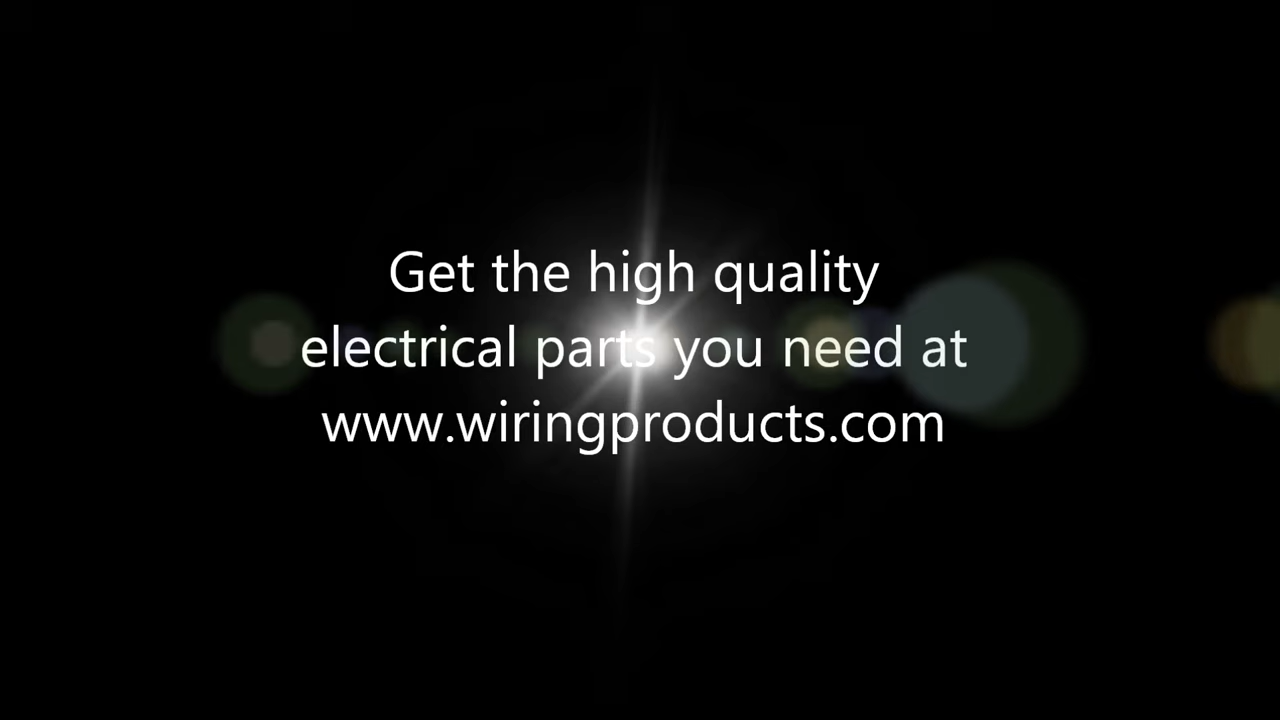 Get the high quality
electrical parts you need at
www.wiringproducts.com